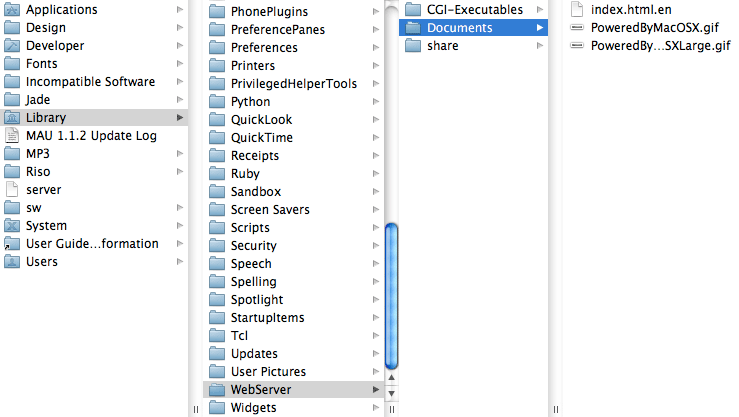 Applications
Design
Developer
Fonts
Incompatible Software
Jade
Library
MAU 1.1.2 Update Log
MP3
Riso
server
sw
System
User Guide...formation
Users
PhonePlugins
PreferencePanes
Preferences
Printers
PrivilegedHelperTools
Python
QuickLook
QuickTime
Receipts
Ruby
Sandbox
Screen Savers
Scripts
Security
Speech
Spelling
Spotlight
StartupItems
Tcl
Updates
User Pictures
WebServer
Widgets
CGI-Executables
Documents
share
index.html.en
PoweredByMacOSX.gif
PoweredBy...SXLarge.gif